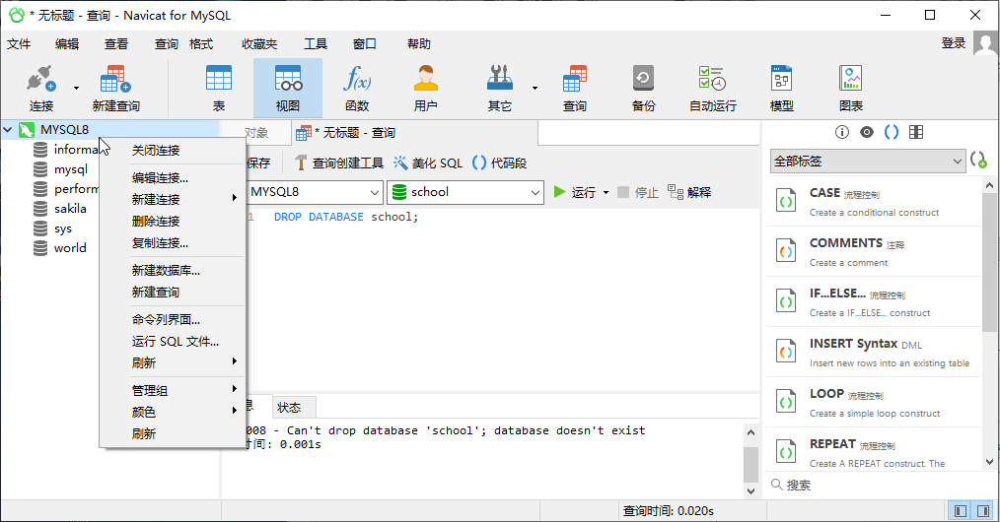 * 无标题 - 查询 - Navicat for MySQL
文件 编辑 查看 查询 格式 收藏夹 工具 窗口 帮助 登录
连接 新建查询 表 视图 函数 用户 其它 查询 备份 自动运行 模型 图表
MYSQL8
informa
mysql
perform
sakila
sys
world
关闭连接
编辑连接...
新建连接
删除连接
复制连接...
新建数据库...
新建查询
命令列界面...
运行 SQL 文件...
刷新
管理组
颜色
刷新
对象 * 无标题 - 查询
保存 查询创建工具 美化 SQL 代码段
MYSQL8 school 运行 停止 解释
1 DROP DATABASE school;
息 状态
008 - Can't drop database 'school'; database doesn't exist
时间: 0.001s
全部标签
CASE 流程控制
Create a conditional construct
COMMENTS 注释
Create a comment
IF...ELSE... 流程控制
Create a IF...ELSE... construct
INSERT Syntax DML
Insert new rows into an existing table
LOOP 流程控制
Create a simple loop construct
REPEAT 流程控制
Create A REPEAT construct. The
搜索
查询时间: 0.020s